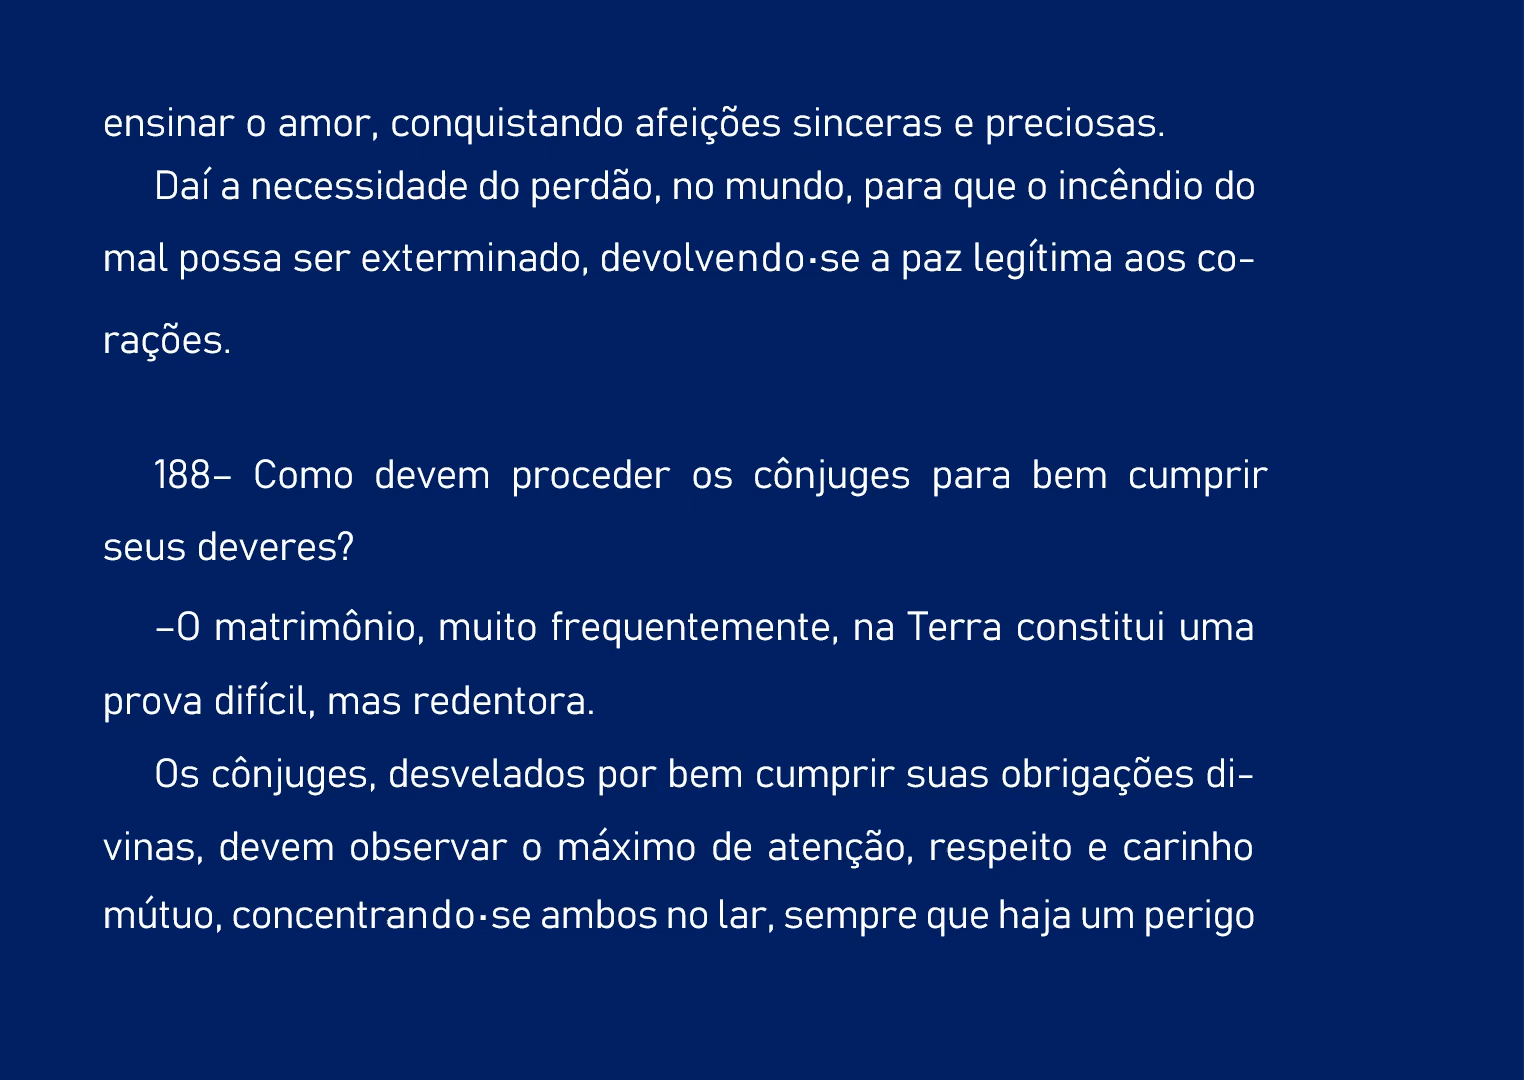 ensinar o amor, conquistando afeições sinceras e preciosas.
Daí a necessidade do perdão, no mundo, para que o incêndio do
mal possa ser exterminado, devolvendo·se a paz legítima aos co-
rações.
188– Como devem proceder os cônjuges para bem cumprir
seus deveres?
–O matrimônio, muito frequentemente, na Terra constitui uma
prova difícil, mas redentora.
Os cônjuges, desvelados por bem cumprir suas obrigações di-
vinas, devem observar o máximo de atenção, respeito e carinho
mútuo, concentrando·se ambos no lar, sempre que haja um perigo